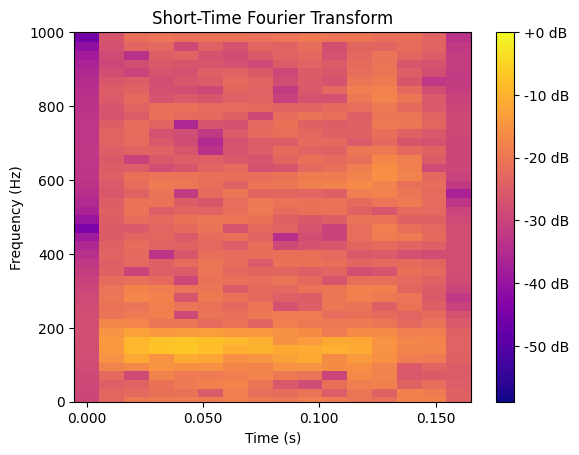 Short-Time Fourier Transform
Frequency (Hz)
1000
800
600
400
200
0
0.000
0.050
0.100
0.150
Time (s)
+0 dB
-10 dB
-20 dB
-30 dB
-40 dB
-50 dB